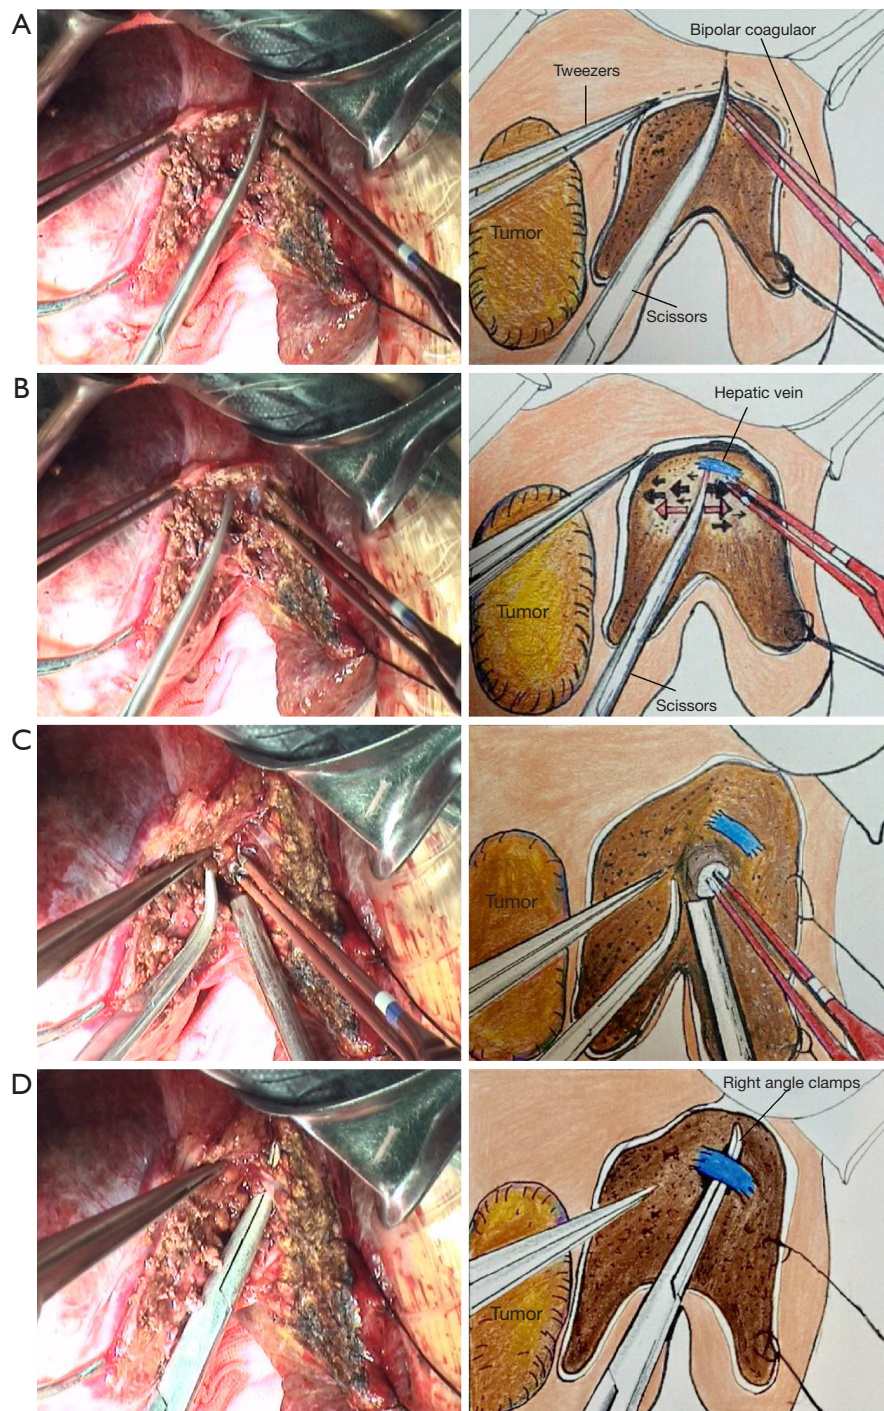 A
Bipolar coagulaor
Tweezers
Tumor
Scissors
B
Hepatic vein
Tumor
Scissors
C
Tumor
D
Right angle clamps
Tumor